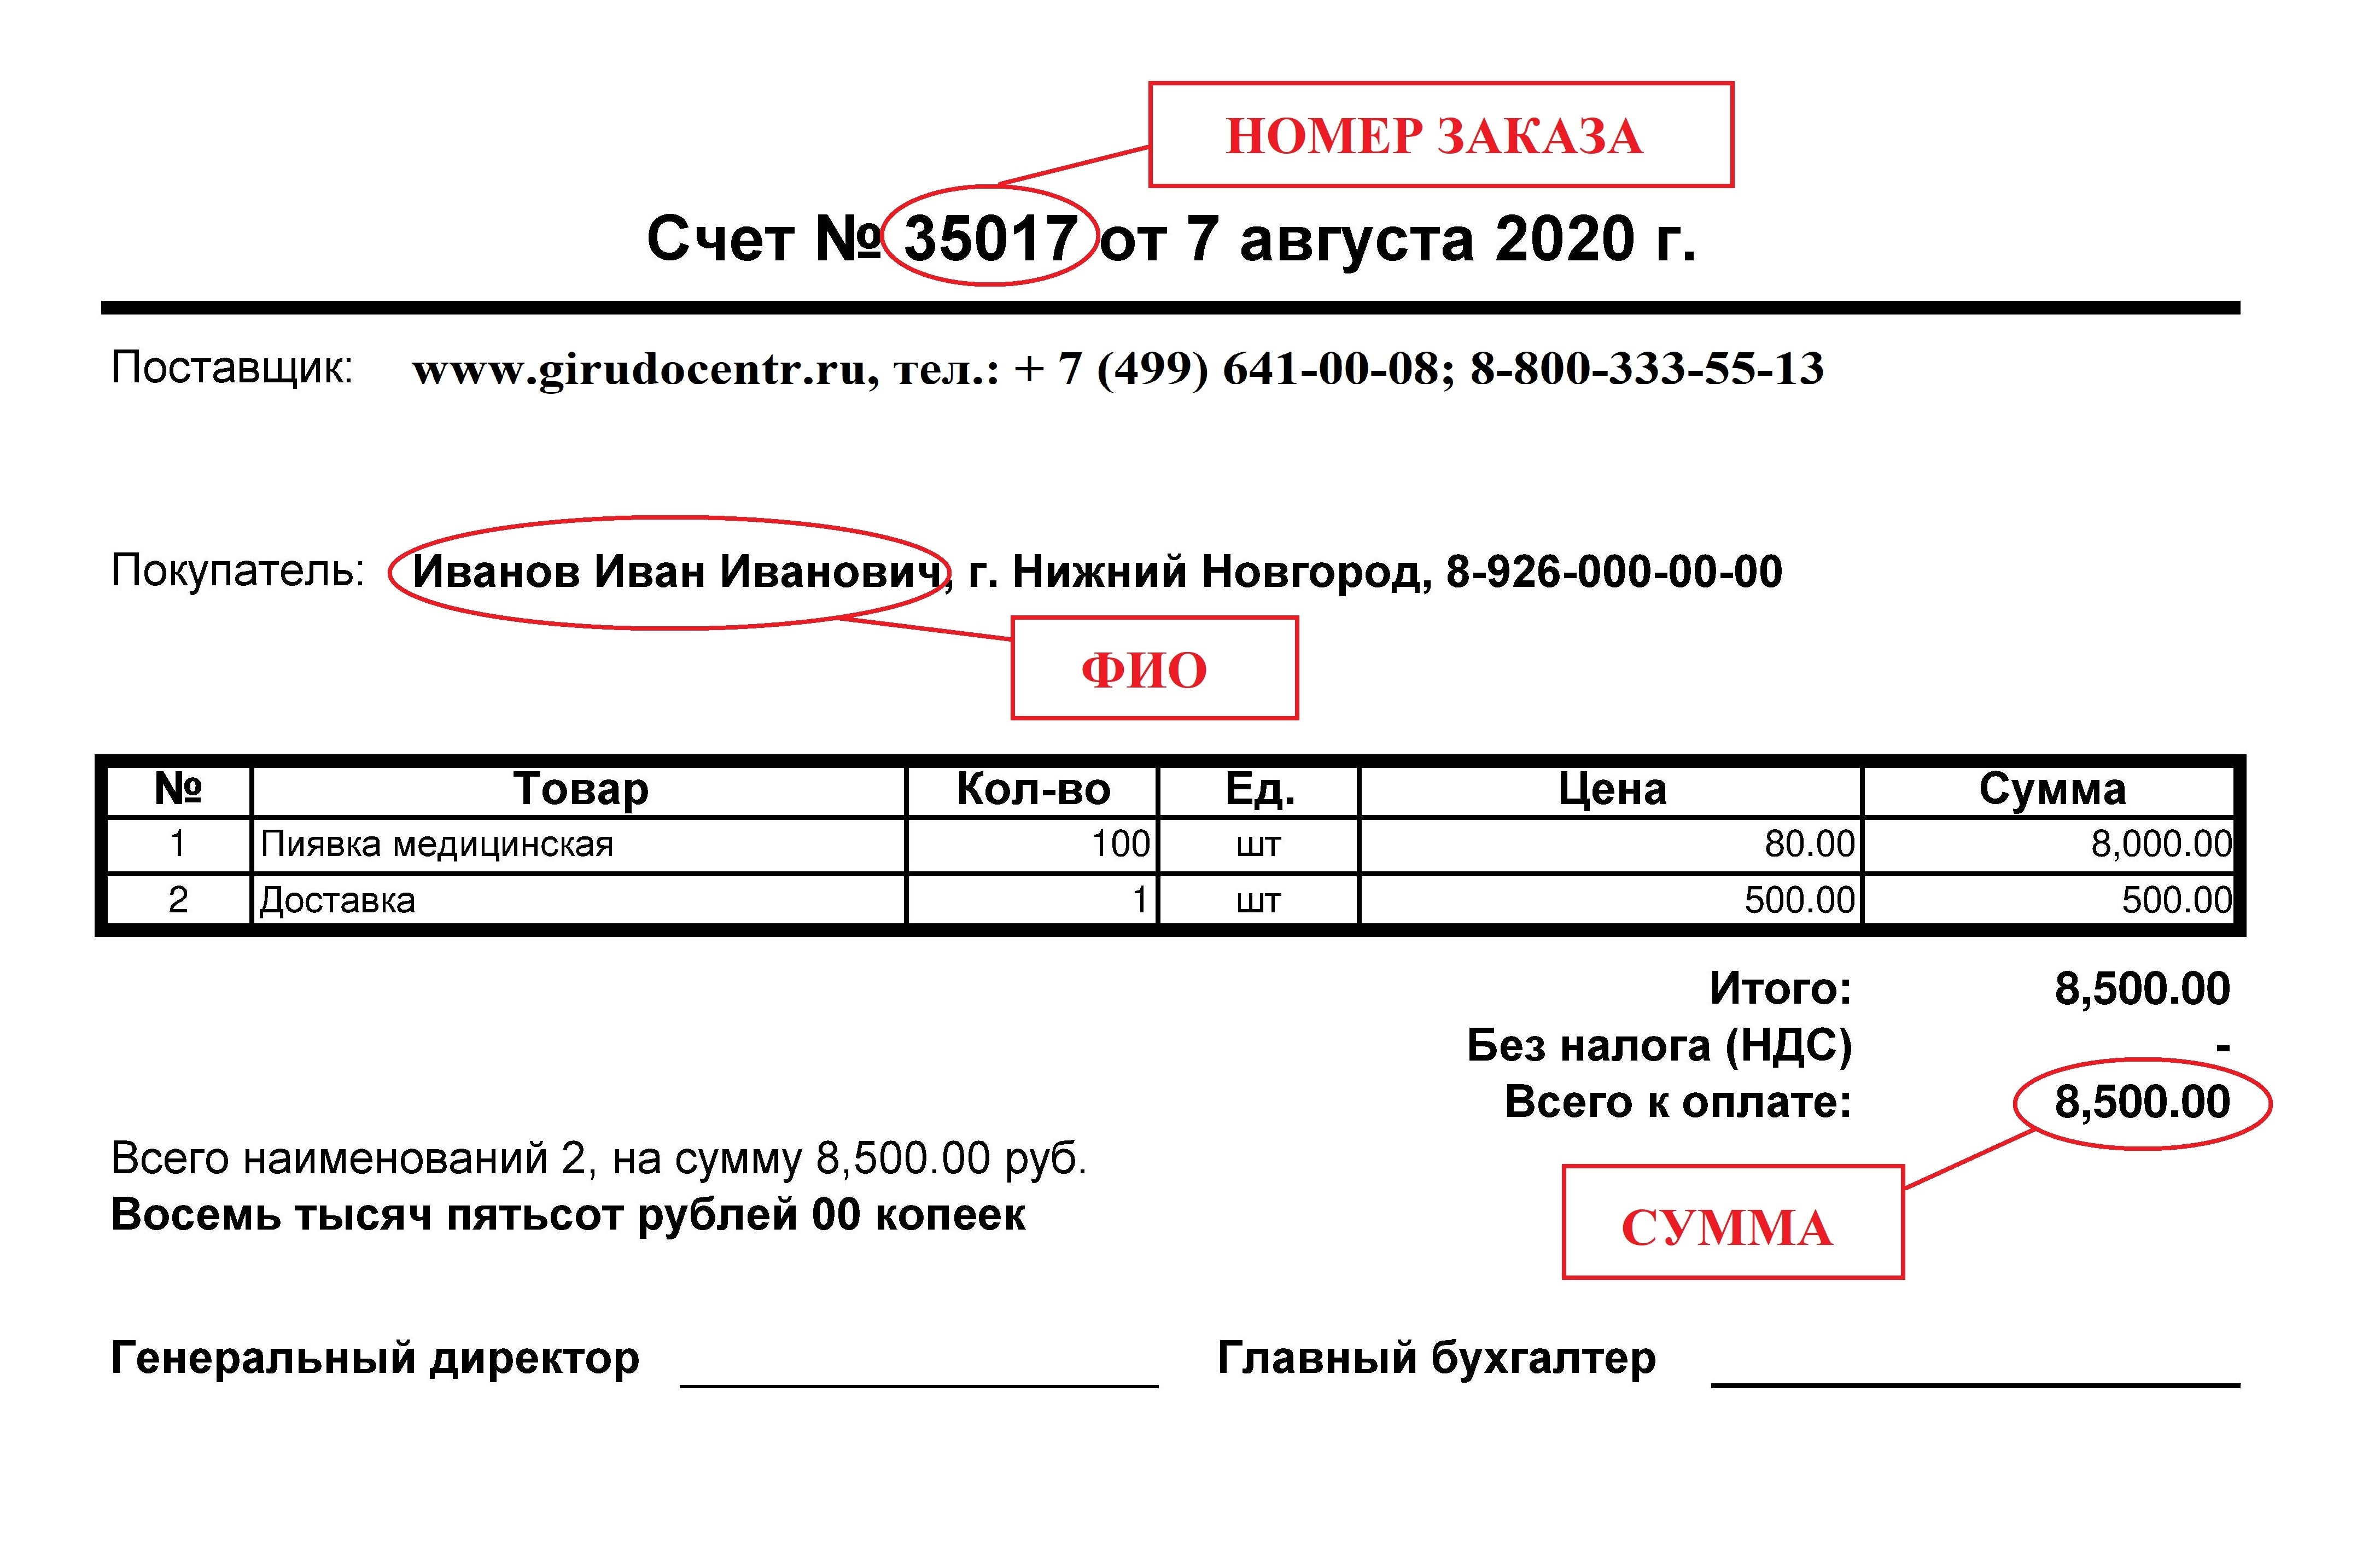 НОМЕР ЗАКАЗА
Счет № 35017 от 7 августа 2020 г.
Поставщик: www.girudocentr.ru, тел.: + 7 (499) 641-00-08; 8-800-333-55-13
Покупатель: Иванов Иван Иванович, г. Нижний Новгород, 8-926-000-00-00
ФИО
№ Товар Кол-во Ед. Цена Сумма
1 Пиявка медицинская 100 шт 80.00 8,000.00
2 Доставка 1 шт 500.00 500.00
Итого: 8,500.00
Без налога (НДС) -
Всего к оплате: 8,500.00
Всего наименований 2, на сумму 8,500.00 руб.
Восемь тысяч пятьсот рублей 00 копеек
СУММА
Генеральный директор Главный бухгалтер